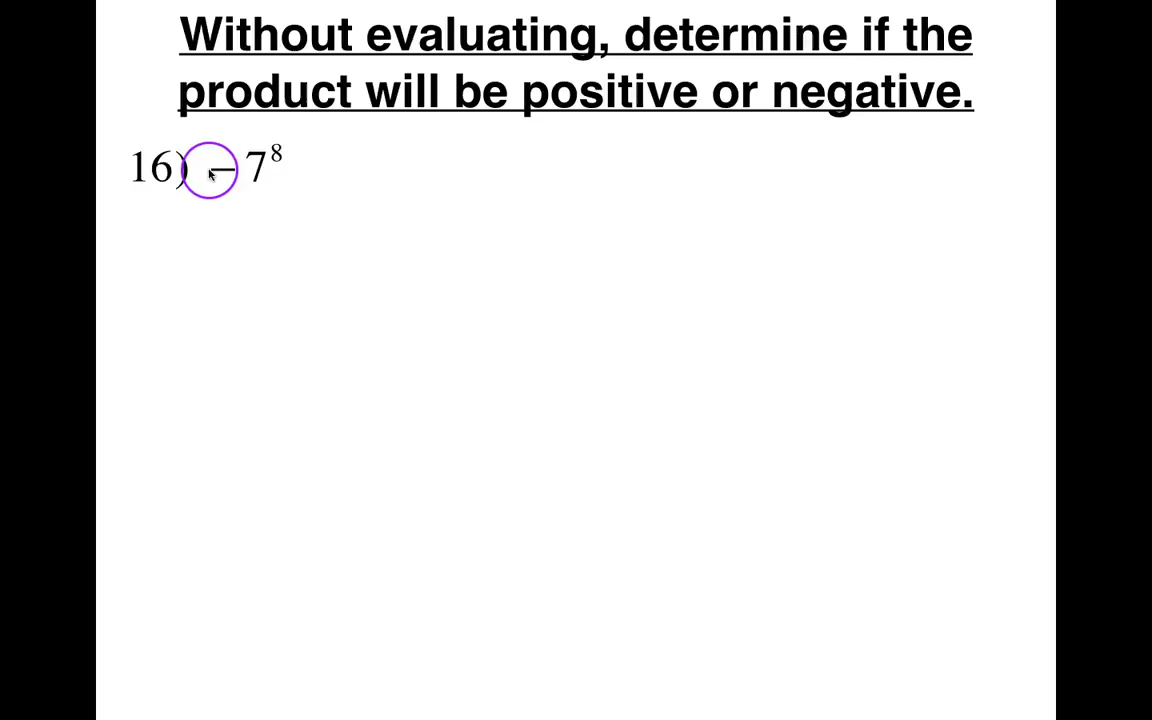 Without evaluating, determine if the
product will be positive or negative.
16) –7⁸